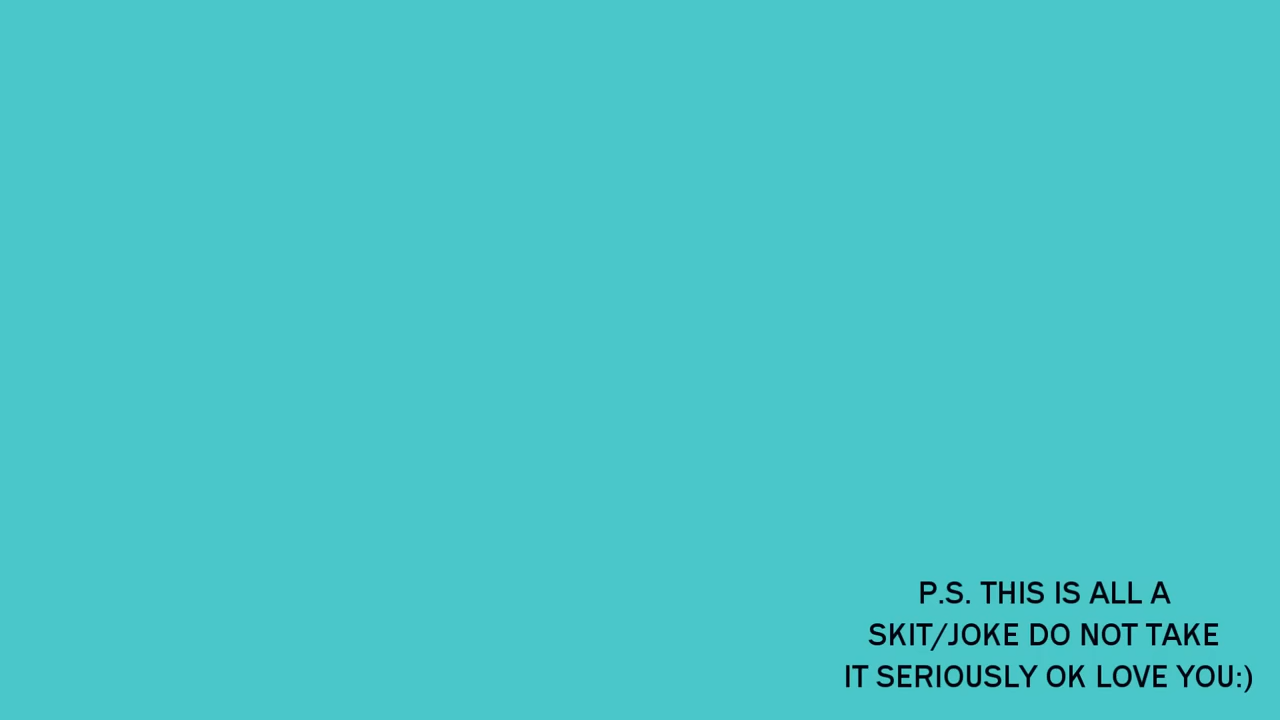 P.S. THIS IS ALL A
SKIT/JOKE DO NOT TAKE
IT SERIOUSLY OK LOVE YOU:)